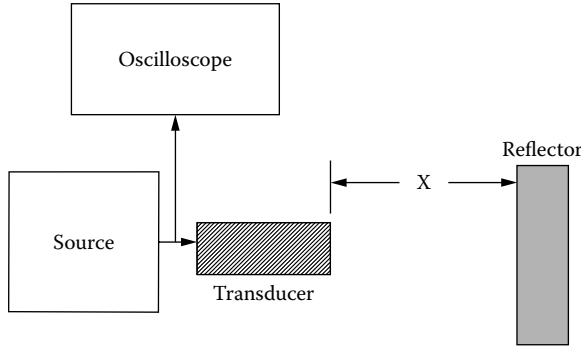 Oscilloscope
Reflector
X
Source
Transducer